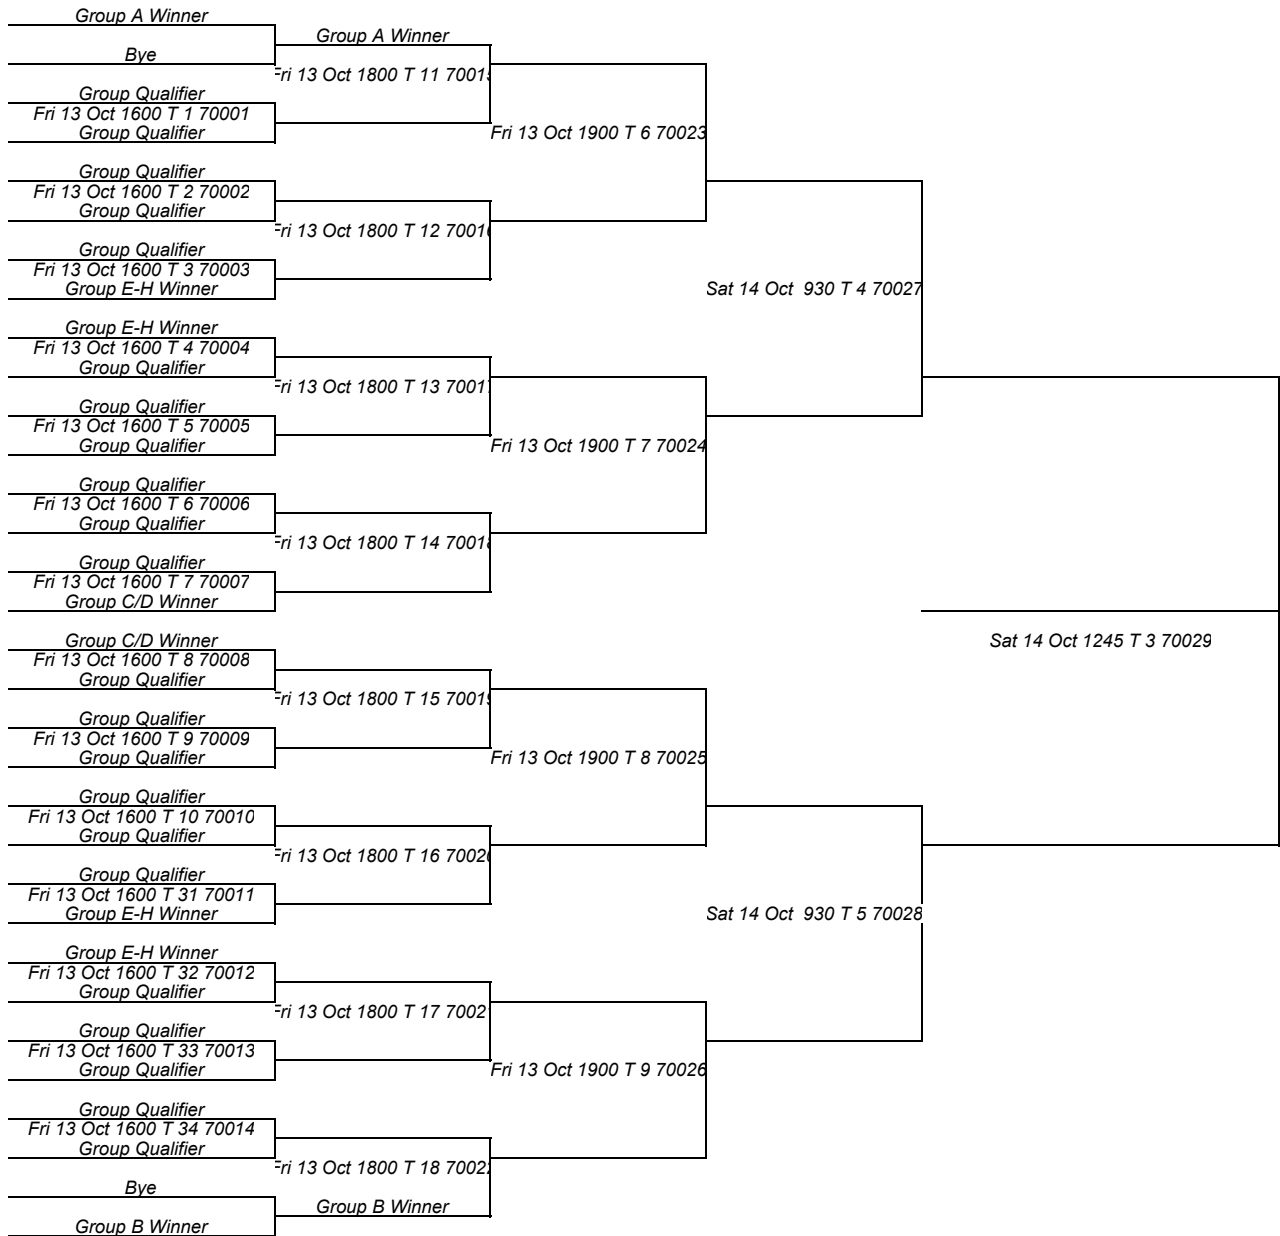 Group A Winner
Group A Winner
Bye
Fri 13 Oct 1800 T 11 70015
Group Qualifier
Fri 13 Oct 1600 T 1 70001
Group Qualifier
Fri 13 Oct 1900 T 6 70023
Group Qualifier
Fri 13 Oct 1600 T 2 70002
Group Qualifier
Fri 13 Oct 1800 T 12 70016
Group Qualifier
Fri 13 Oct 1600 T 3 70003
Group E-H Winner
Sat 14 Oct 930 T 4 70027
Group E-H Winner
Fri 13 Oct 1600 T 4 70004
Group Qualifier
Fri 13 Oct 1800 T 13 70017
Group Qualifier
Fri 13 Oct 1600 T 5 70005
Group Qualifier
Fri 13 Oct 1900 T 7 70024
Group Qualifier
Fri 13 Oct 1600 T 6 70006
Group Qualifier
Fri 13 Oct 1800 T 14 70018
Group Qualifier
Fri 13 Oct 1600 T 7 70007
Group C/D Winner
Group C/D Winner
Sat 14 Oct 1245 T 3 70029
Fri 13 Oct 1600 T 8 70008
Group Qualifier
Fri 13 Oct 1800 T 15 70019
Group Qualifier
Fri 13 Oct 1600 T 9 70009
Group Qualifier
Fri 13 Oct 1900 T 8 70025
Group Qualifier
Fri 13 Oct 1600 T 10 70010
Group Qualifier
Fri 13 Oct 1800 T 16 70020
Group Qualifier
Fri 13 Oct 1600 T 31 70011
Group E-H Winner
Sat 14 Oct 930 T 5 70028
Group E-H Winner
Fri 13 Oct 1600 T 32 70012
Group Qualifier
Fri 13 Oct 1800 T 17 7002
Group Qualifier
Fri 13 Oct 1600 T 33 70013
Group Qualifier
Fri 13 Oct 1900 T 9 70026
Group Qualifier
Fri 13 Oct 1600 T 34 70014
Group Qualifier
Fri 13 Oct 1800 T 18 70022
Bye
Group B Winner
Group B Winner